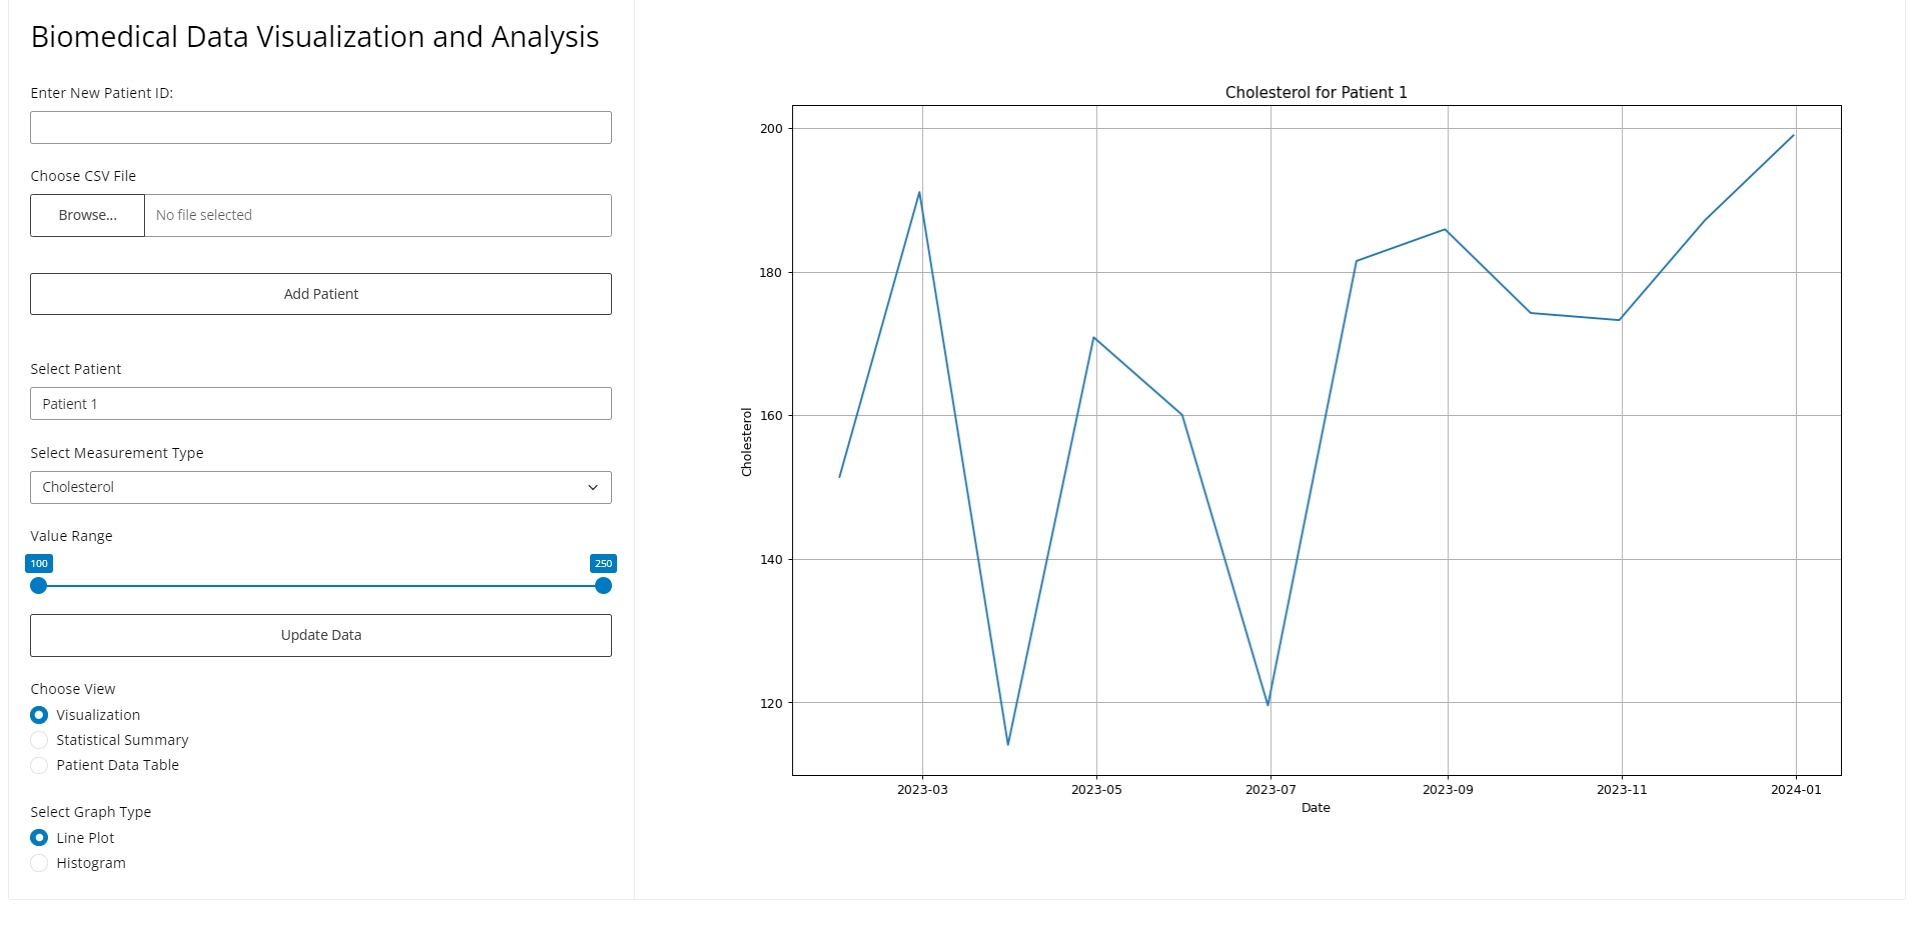 Biomedical Data Visualization and Analysis
Enter New Patient ID:
Choose CSV File
Browse...
No file selected
Add Patient
Select Patient
Patient 1
Select Measurement Type
Cholesterol
Value Range
100
250
Update Data
Choose View
Visualization
Statistical Summary
Patient Data Table
Select Graph Type
Line Plot
Histogram
Cholesterol for Patient 1
200
180
160
140
120
Cholesterol
2023-03
2023-05
2023-07
2023-09
2023-11
2024-01
Date